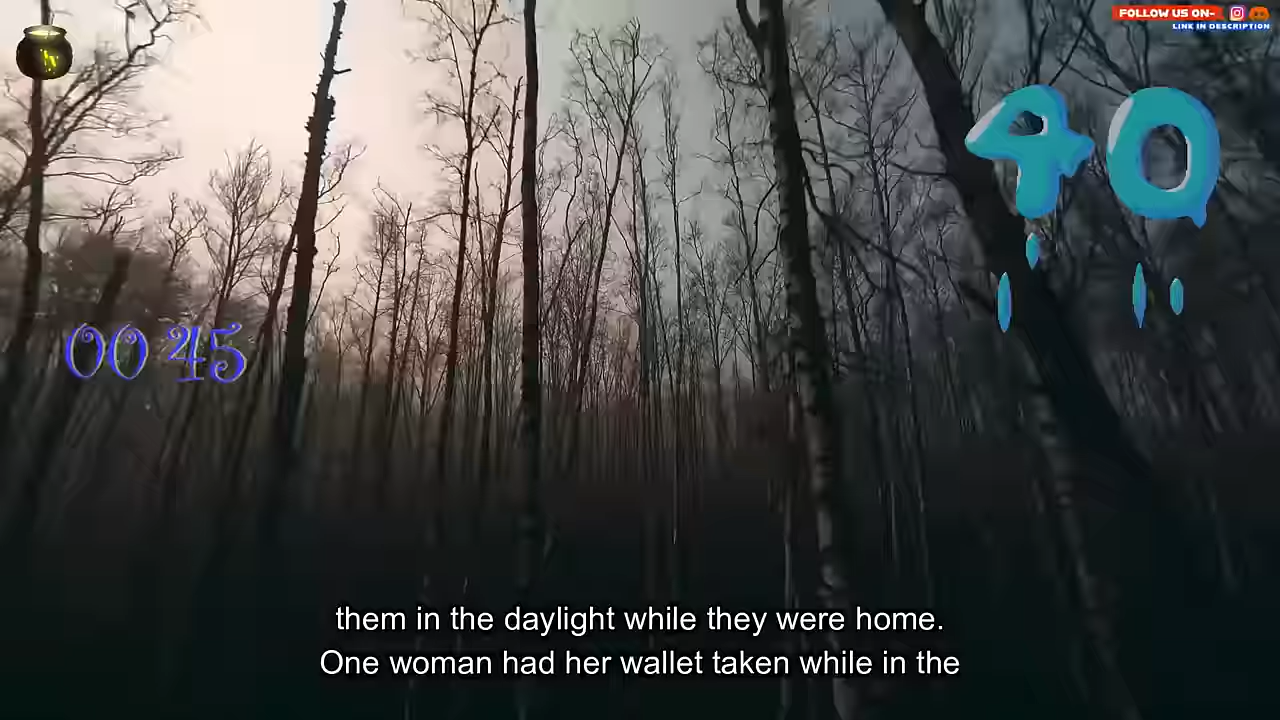 FOLLOW US ON-
LINK IN DESCRIPTION
40
00 45
them in the daylight while they were home.
One woman had her wallet taken while in the